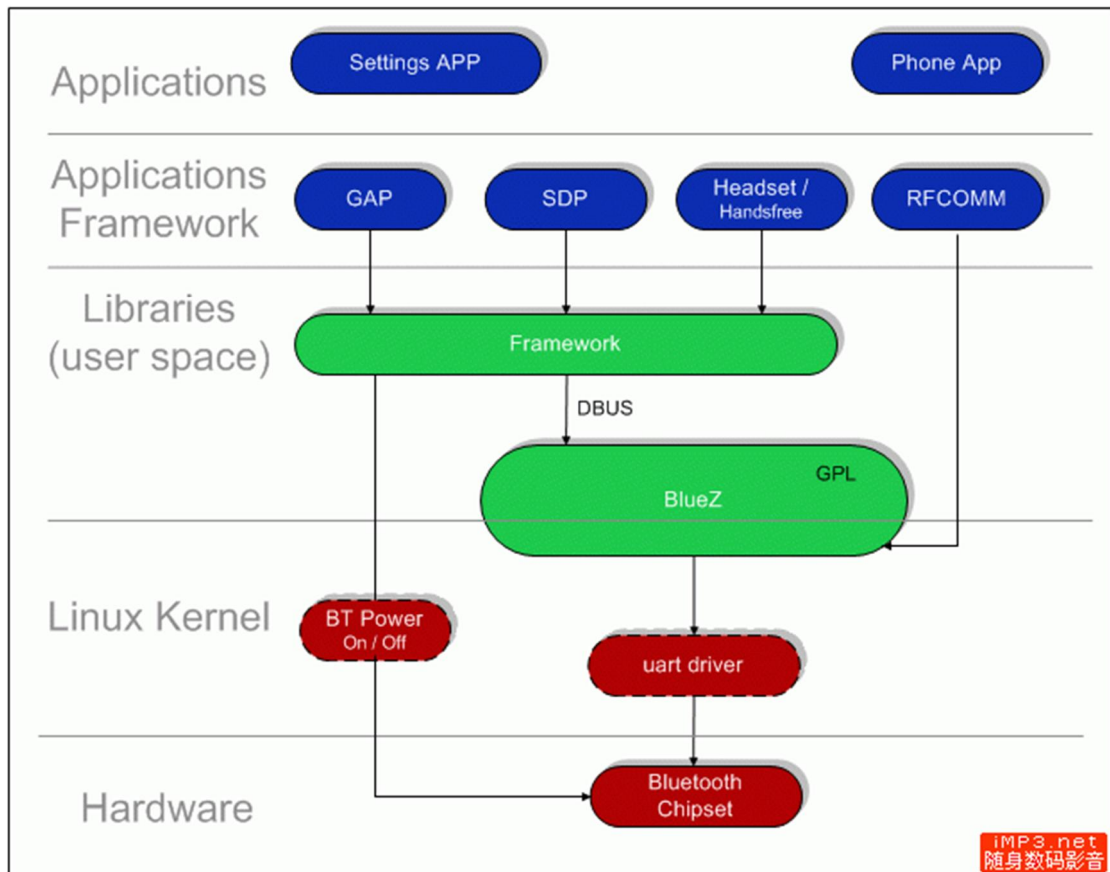 Applications
Settings APP
Phone App
Applications
Framework
GAP
SDP
Headset /
Handsfree
RFCOMM
Libraries
(user space)
Framework
DBUS
GPL
BlueZ
Linux Kernel
BT Power
On / Off
uart driver
Hardware
Bluetooth
Chipset
iMP3.net
随身数码影音